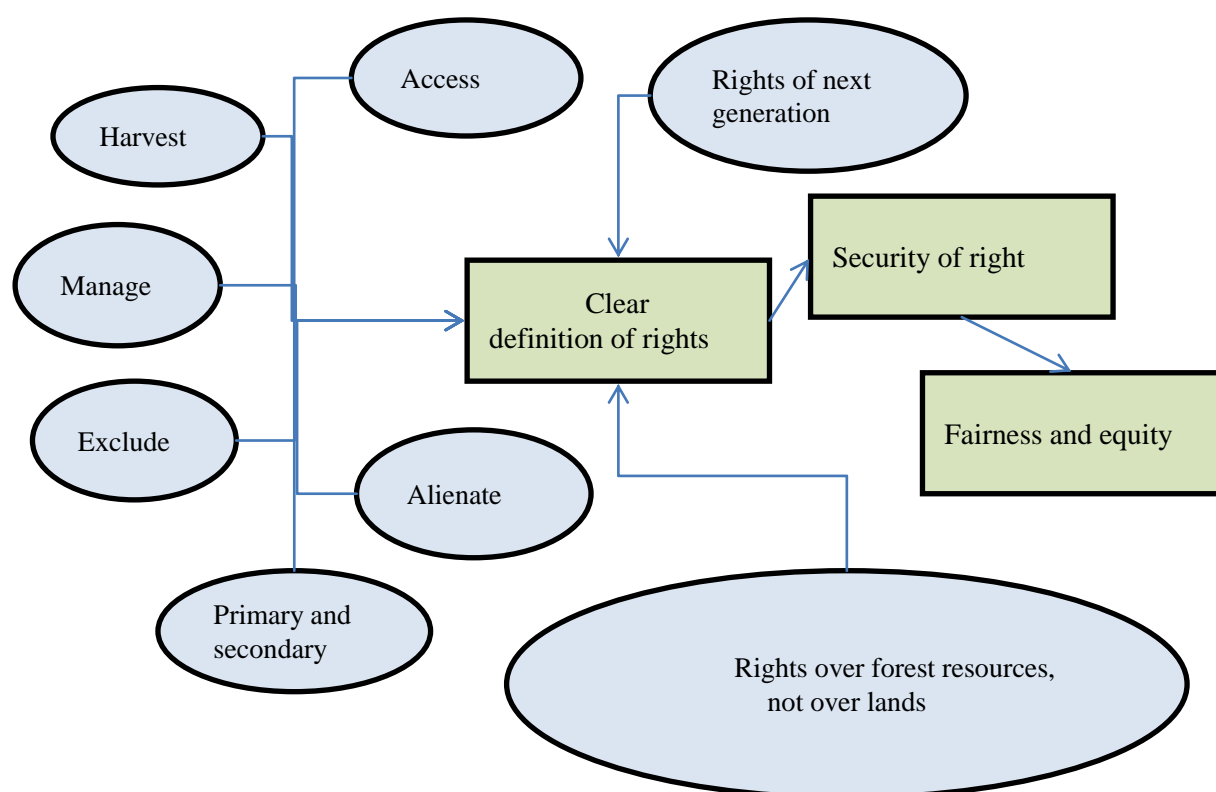 Access
Rights of next
generation
Harvest
Security of right
Manage
Clear
definition of rights
Fairness and equity
Exclude
Alienate
Primary and
secondary
Rights over forest resources,
not over lands